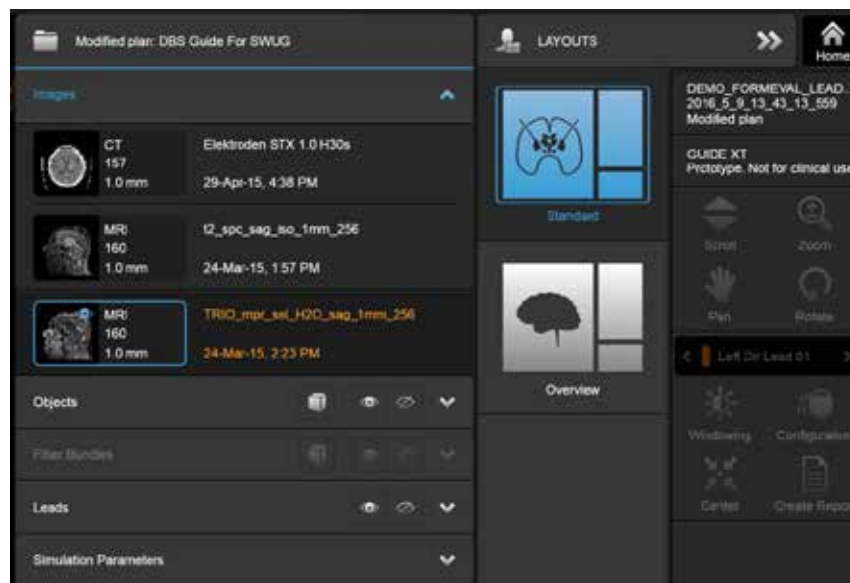 Modified plan: DBS Guide For SWUG
LAYOUTS
Home
Images
CT
157
1.0 mm
Elektroden STX 1.0 H30s
29-Apr-15, 4:38 PM
MRI
160
1.0 mm
t2_spc_sag_iso_1mm_256
24-Mar-15, 1:57 PM
MRI
160
1.0 mm
TRIO_mpr_sel_H2O_sag_1mm_256
24-Mar-15, 2:23 PM
Objects
Fiber Bundles
Leads
Simulation Parameters
Standard
Overview
DEMO_FORMEVAL_LEAD...
2016_5_9_13_43_13_559
Modified plan
GUIDE XT
Prototype. Not for clinical use
Scroll
Zoom
Pan
Rotate
Left Dir Lead 01
Windowing
Configuration
Center
Create Repor